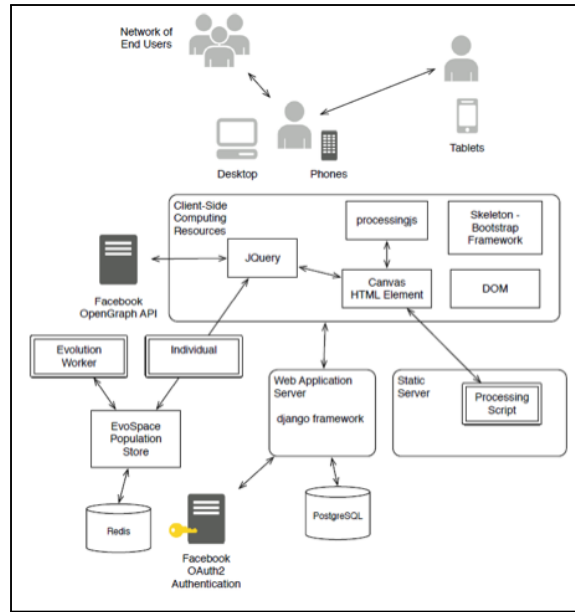 Network of
End Users
Desktop
Phones
Tablets
Client-Side
Computing
Resources
processingjs
Skeleton -
Bootstrap
Framework
JQuery
Canvas
HTML Element
DOM
Facebook
OpenGraph API
Evolution
Worker
Individual
Web Application
Server
django framework
Static
Server
Processing
Script
EvoSpace
Population
Store
Redis
PostgreSQL
Facebook
OAuth2
Authentication